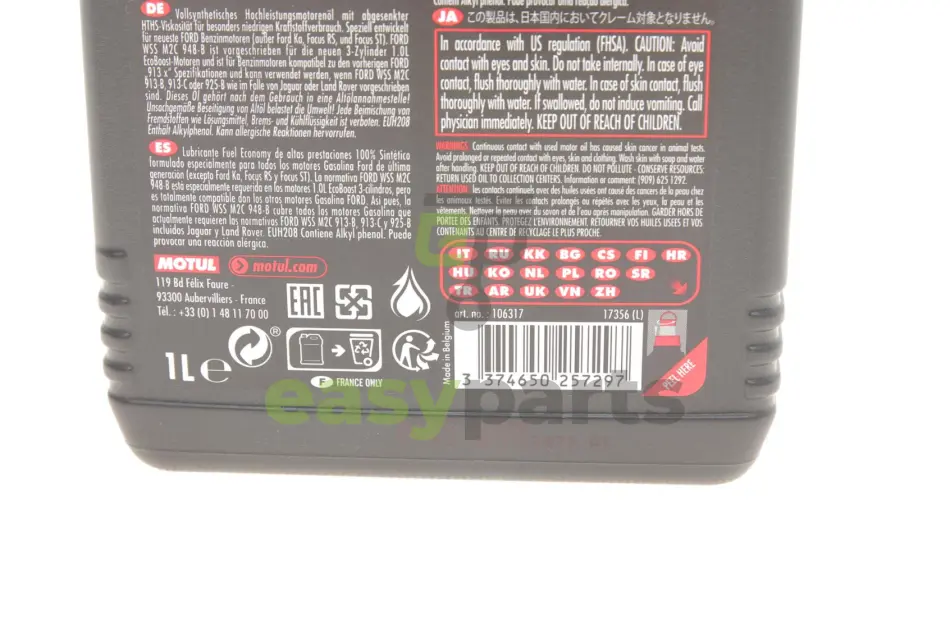 DE Vollsynthetisches Hochleistungsmotorenöl mit abgesenkter
HTHS-Viskosität für besonders niedrigen Kraftstoffverbrauch. Speziell entwickelt
für neueste FORD Benzinmotoren (außer Ford Ka, Focus RS, und Focus ST). FORD
WSS M2C 948-B ist vorgeschrieben für die neuen 3-Zylinder 1.0L
EcoBoost-Motoren und ist für Benzinmotoren kompatibel zu den vorherigen FORD
„913 x" Spezifikationen und kann verwendet werden, wenn FORD WSS M2C
913-B, 913-C oder 925-B wie im Falle von Jaguar oder Land Rover vorgeschrieben
sind. Dieses Öl gehört nach dem Gebrauch in eine Altölannahmestelle!
Unsachgemäße Beseitigung von Altöl belastet die Umwelt! Jede Beimischung von
Fremdstoffen wie Lösungsmittel, Brems- und Kühlflüssigkeit ist verboten. EUH208
Enthält Alkylphenol. Kann allergische Reaktionen hervorrufen.
ES Lubricante Fuel Economy de altas prestaciones 100% Sintético
formulado especialmente para todos los motores Gasolina Ford de última
generación (excepto Ford Ka, Focus RS y Focus ST). La normativa FORD WSS M2C
948-B esta especialmente requerida en los motores 1.0L EcoBoost 3-cilindros, pero
es totalmente compatible con los otros motores Gasolina FORD. Asi pues, la
normativa FORD WSS M2C 948-B cubre todos los motores Gasolina que
actualmente requieren las normativas FORD WSS M2C 913-B, 913-C y 925-B
incluidos Jaguar y Land Rover. EUH208 Contiene Alkyl phenol. Puede
provocar una reacción alérgica.
MOTUL motul.com
119 Bd Félix Faure -
93300 Aubervilliers - France
Tél. : +33 (0) 1 48 11 70 00
EAC
1L e ®
F FRANCE ONLY
Contém Alkyl phenol. Pode provocar uma reação alérgica.
JA この製品は、日本国内においてクレーム対象となりません。
In accordance with US regulation (FHSA). CAUTION: Avoid
contact with eyes and skin. Do not take internally. In case of eye
contact, flush thoroughly with water. In case of skin contact, flush
thoroughly with water. If swallowed, do not induce vomiting. Call
physician immediately. KEEP OUT OF REACH OF CHILDREN.
WARNINGS Continuous contact with used motor oil has caused skin cancer in animal tests.
Avoid prolonged or repeated contact with eyes, skin and clothing. Wash skin with soap and water
after handling. KEEP OUT OF REACH OF CHILDREN. DO NOT POLLUTE - CONSERVE RESOURCES:
RETURN USED OIL TO COLLECTION CENTERS. Information or comment: (909) 625 1292.
ATTENTION les contacts continuels avec des huiles usées ont causé des cancers de la peau chez
les animaux testés. Eviter les contacts prolongés ou répétés avec les yeux, la peau et les
vêtements. Nettoyer la peau avec du savon et de l'eau après manipulation. GARDER HORS DE
PORTEE DES ENFANTS. PROTEGEZ L'ENVIRONNEMENT. RETOURNER VOS HUILES USEES ET VOS
CONTENANTS AU CENTRE DE RECYCLAGE LE PLUS PROCHE.
IT RU KK BG CS FI HR
HU KO NL PL RO SR
TR AR UK VN ZH
art. no. : 106317 17356 (L)
Made in Belgium
3 374650 257297
PEEL HERE
easyparts